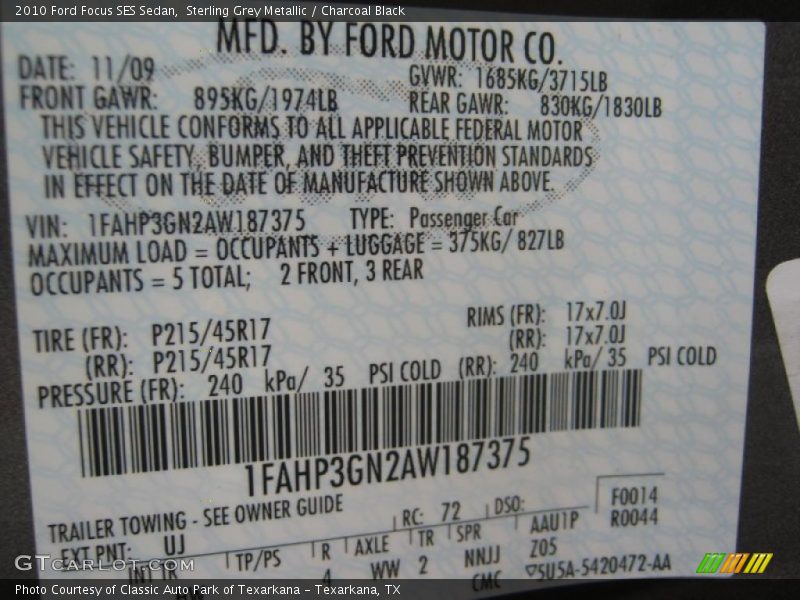 2010 Ford Focus SES Sedan, Sterling Grey Metallic / Charcoal Black
MFD. BY FORD MOTOR CO.
DATE: 11/09 GVWR: 1685KG/3715LB
FRONT GAWR: 895KG/1974LB REAR GAWR: 830KG/1830LB
THIS VEHICLE CONFORMS TO ALL APPLICABLE FEDERAL MOTOR
VEHICLE SAFETY, BUMPER, AND THEFT PREVENTION STANDARDS
IN EFFECT ON THE DATE OF MANUFACTURE SHOWN ABOVE.
VIN: 1FAHP3GN2AW187375 TYPE: Passenger Car
MAXIMUM LOAD = OCCUPANTS + LUGGAGE = 375KG/ 827LB
OCCUPANTS = 5 TOTAL; 2 FRONT, 3 REAR
TIRE (FR): P215/45R17 RIMS (FR): 17x7.0J
(RR): P215/45R17 (RR): 17x7.0J
PRESSURE (FR): 240 kPa/ 35 PSI COLD (RR): 240 kPa/ 35 PSI COLD
1FAHP3GN2AW187375
TRAILER TOWING - SEE OWNER GUIDE RC: 72 DSO: F0014
EXT PNT: UJ AAU1P R0044
INT TR TP/PS R AXLE TR SPR Z05
4 WW 2 NNJJ 5U5A-5420472-AA
CMC
GTCarLot.com
Photo Courtesy of Classic Auto Park of Texarkana - Texarkana, TX